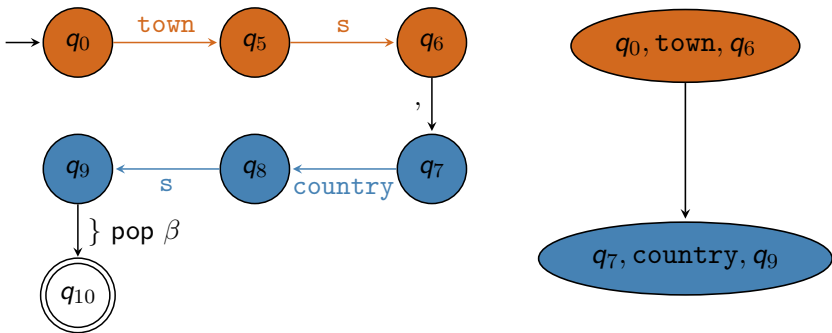 q0 town q5 s q6
q0, town, q6
,
q9 s q8 country q7
} pop β
q7, country, q9
q10